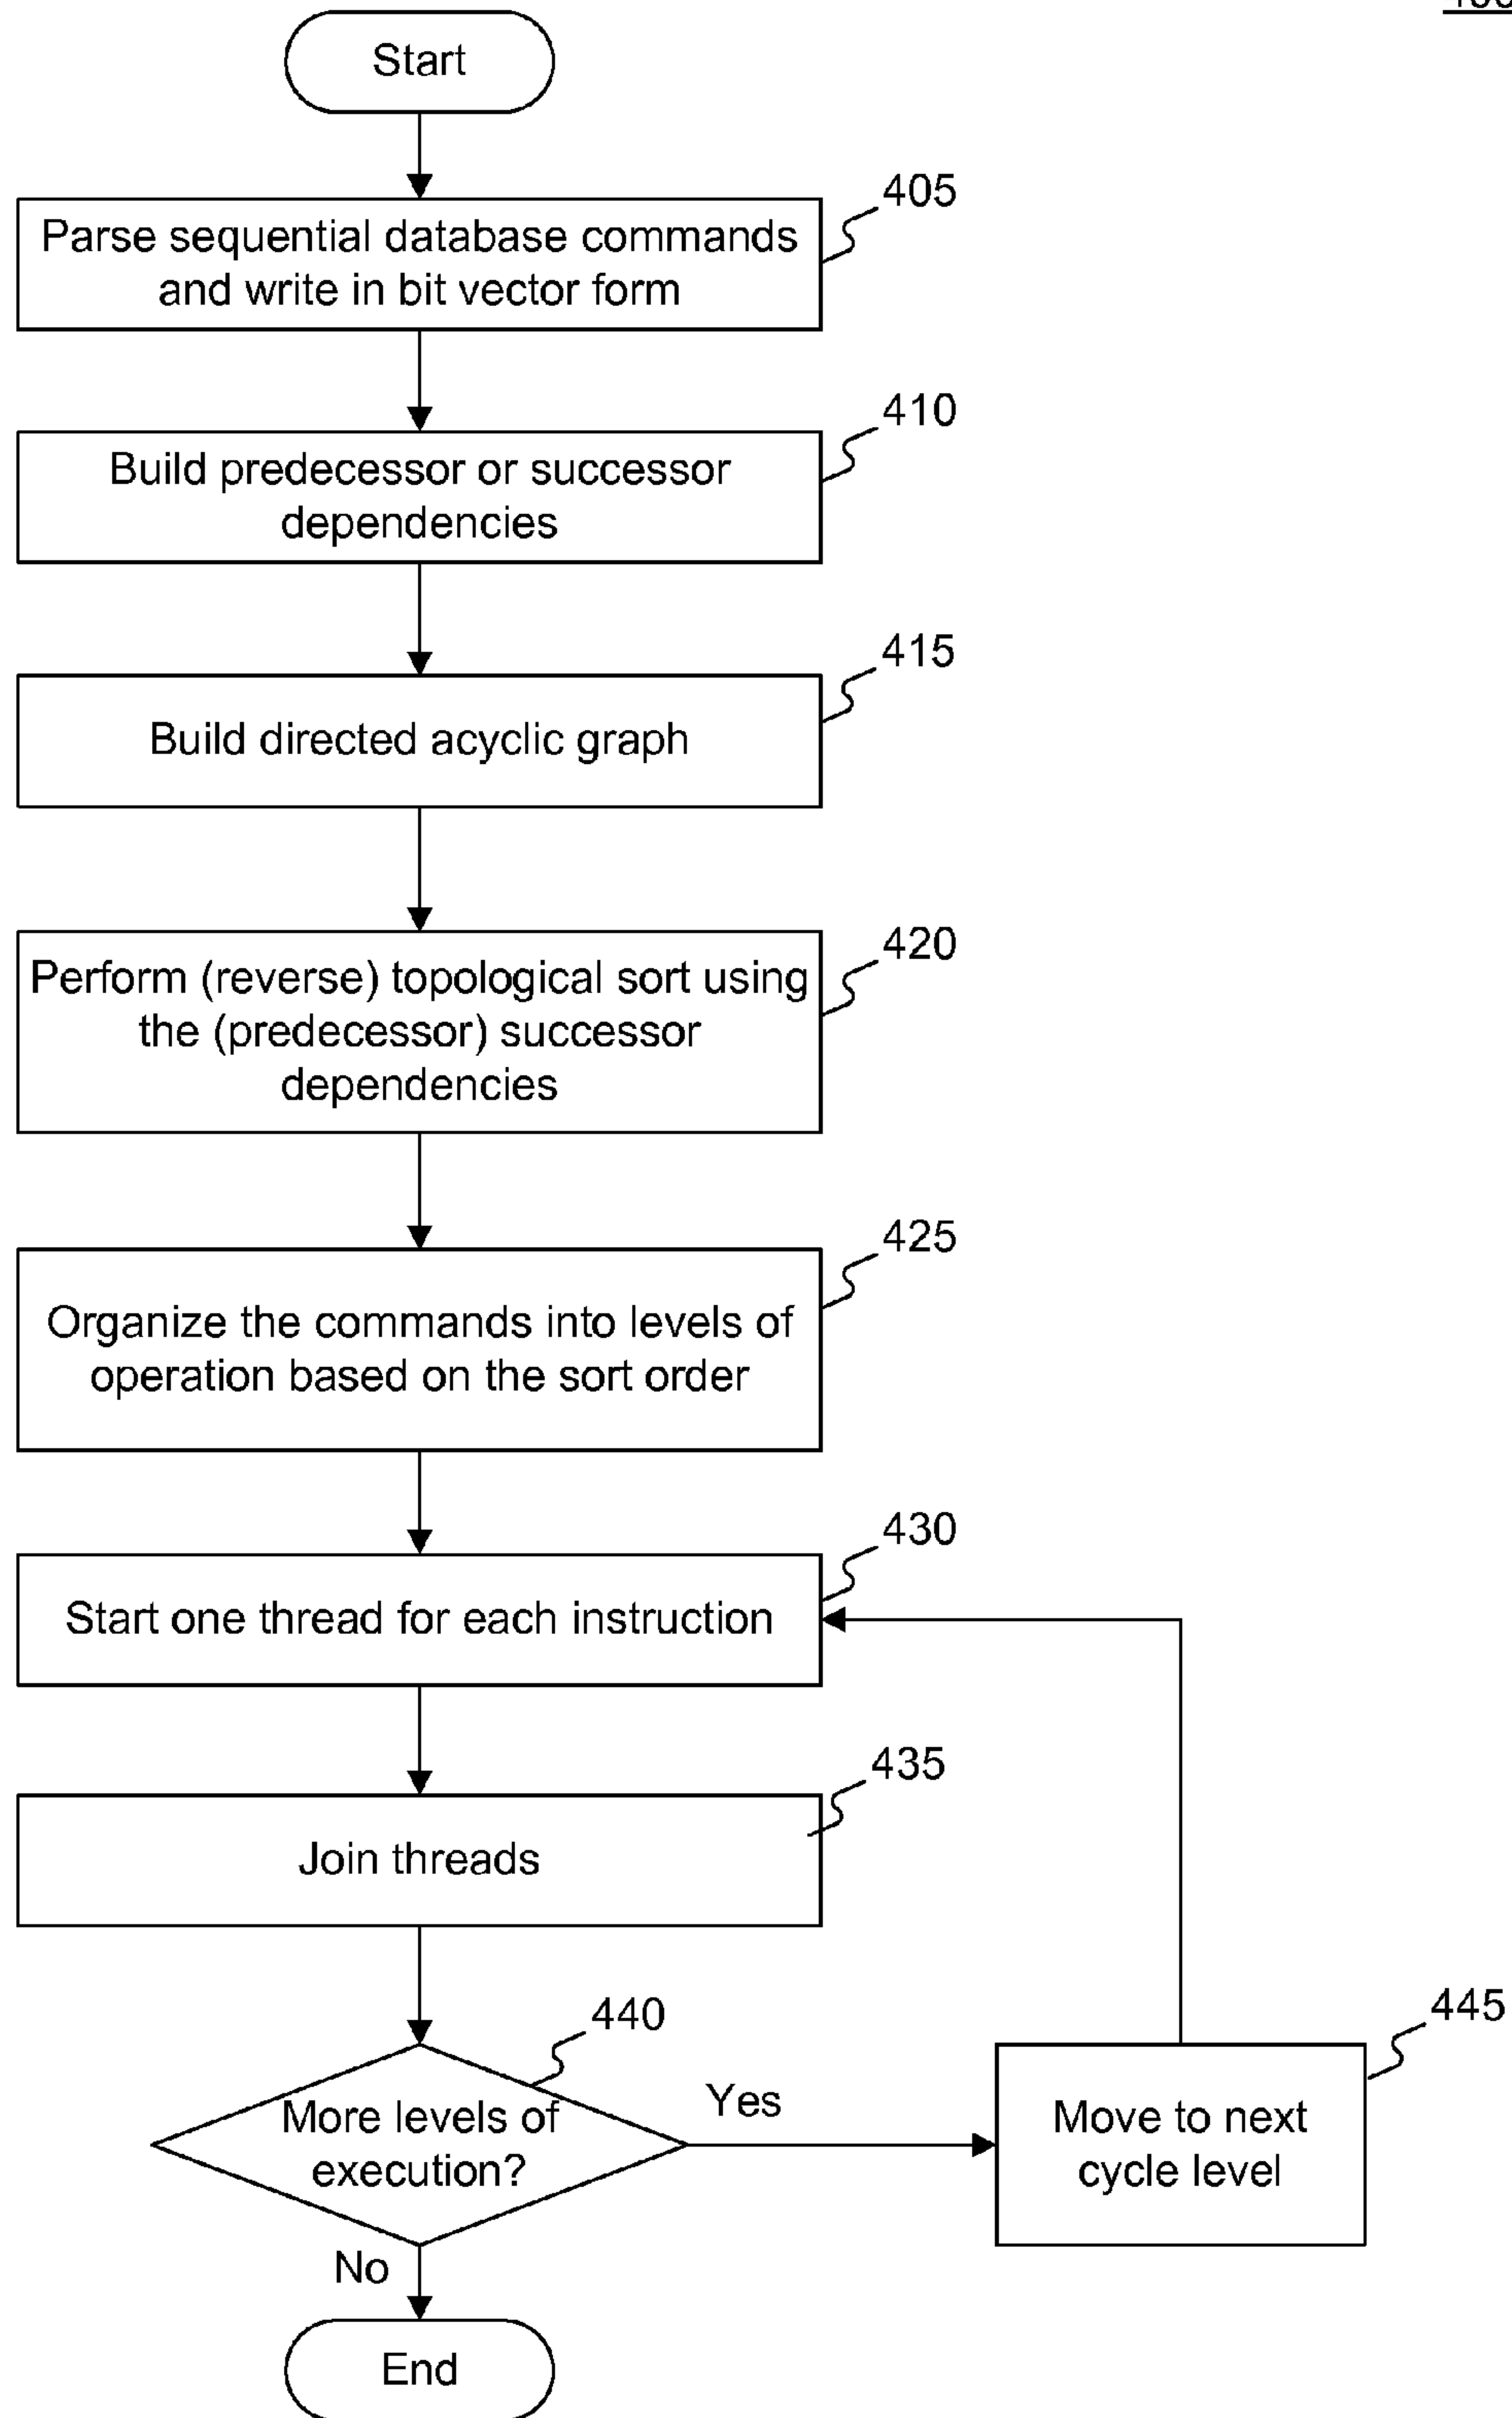 Start
405
Parse sequential database commands
and write in bit vector form
410
Build predecessor or successor
dependencies
415
Build directed acyclic graph
420
Perform (reverse) topological sort using
the (predecessor) successor
dependencies
425
Organize the commands into levels of
operation based on the sort order
430
Start one thread for each instruction
435
Join threads
440
More levels of
execution?
Yes
445
Move to next
cycle level
No
End